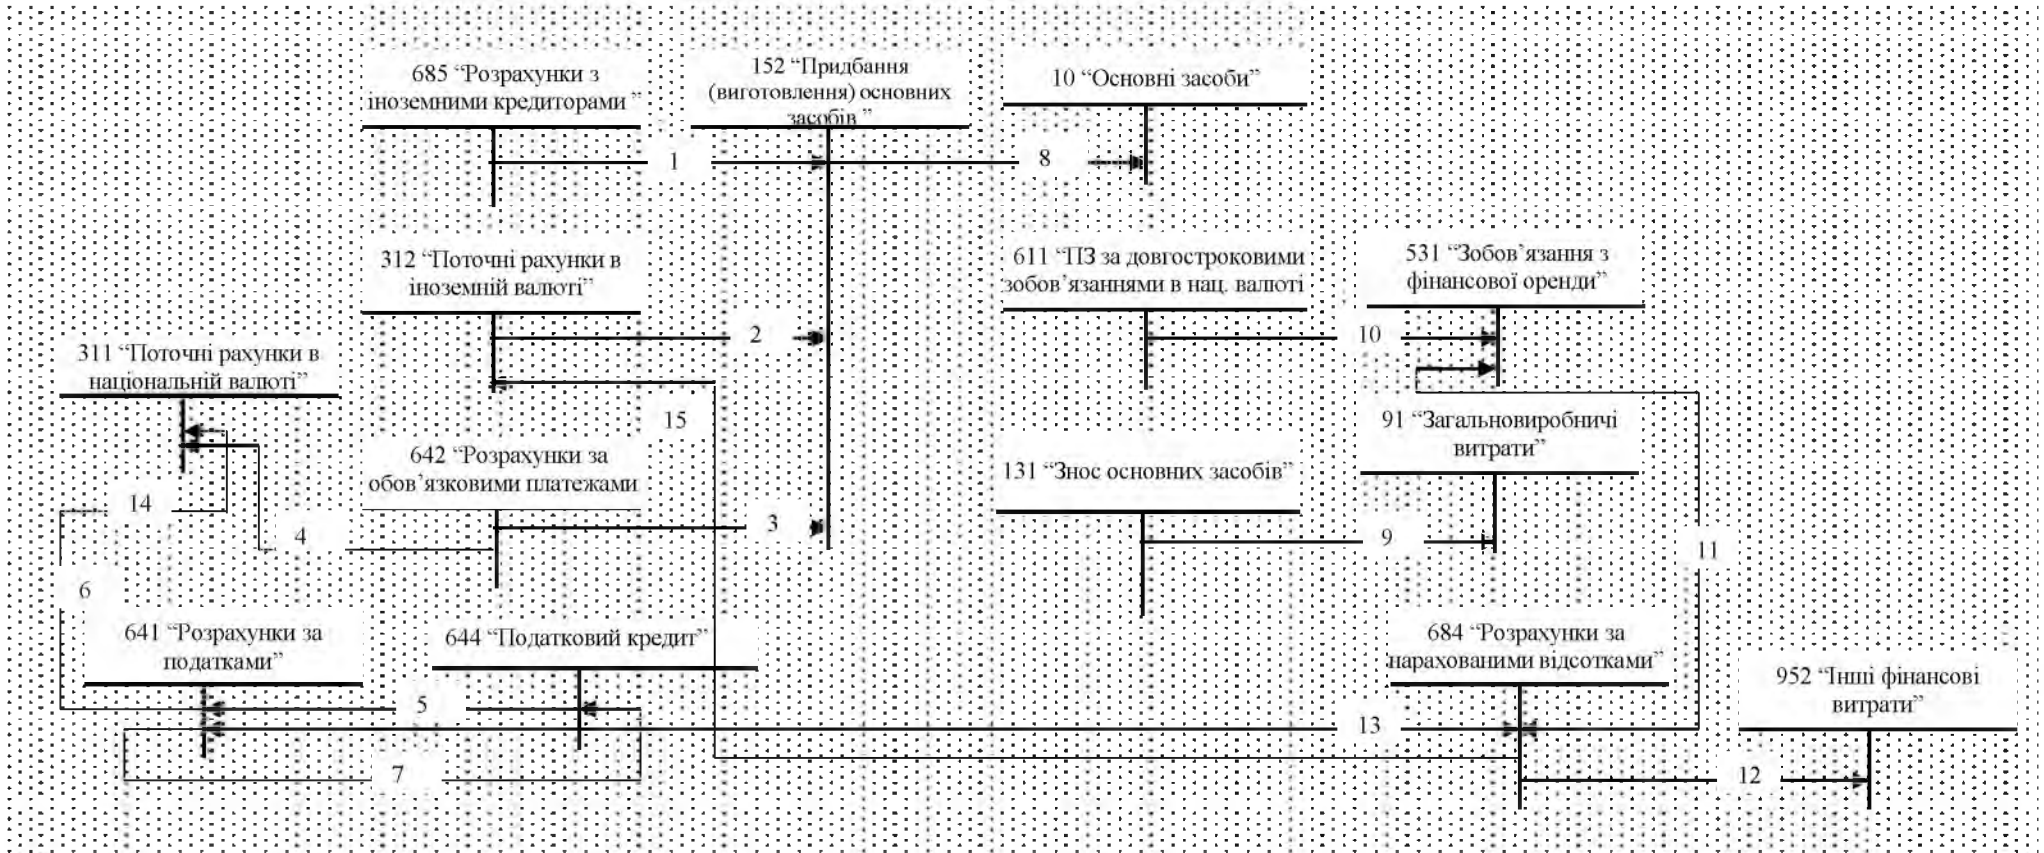 685 “Розрахунки з
іноземними кредиторами ”
152 “Придбання
(виготовлення) основних
засобів ”
10 “Основні засоби”
1
8
312 “Поточні рахунки в
іноземній валюті”
611 “ПЗ за довгостроковими
зобов’язаннями в нац. валюті
531 “Зобов’язання з
фінансової оренди”
2
10
311 “Поточні рахунки в
національній валюті”
15
91 “Загальновиробничі
витрати”
642 “Розрахунки за
обов’язковими платежами
131 “Знос основних засобів”
14
4
3
9
11
6
641 “Розрахунки за
податками”
644 “Податковий кредит”
684 “Розрахунки за
нарахованими відсотками”
952 “Інші фінансові
витрати”
5
13
7
12